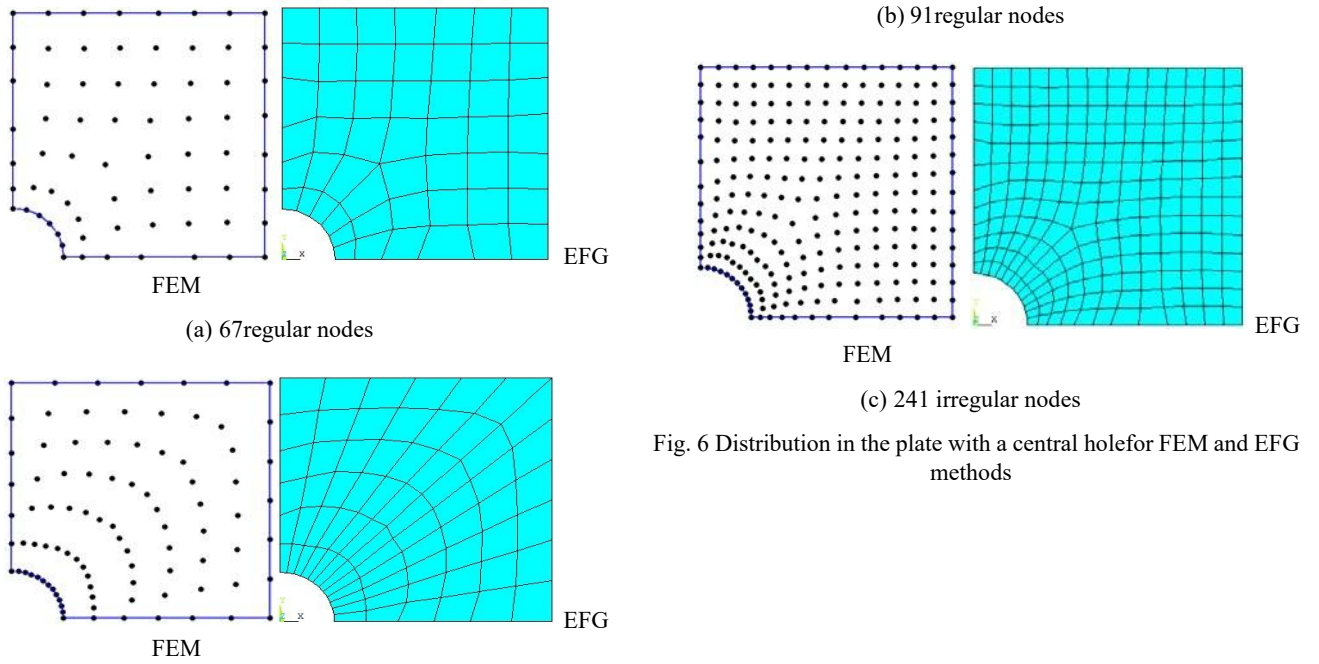 FEM
EFG
(a) 67regular nodes
FEM
EFG
(b) 91regular nodes
FEM
EFG
(c) 241 irregular nodes
Fig. 6 Distribution in the plate with a central holefor FEM and EFG
methods